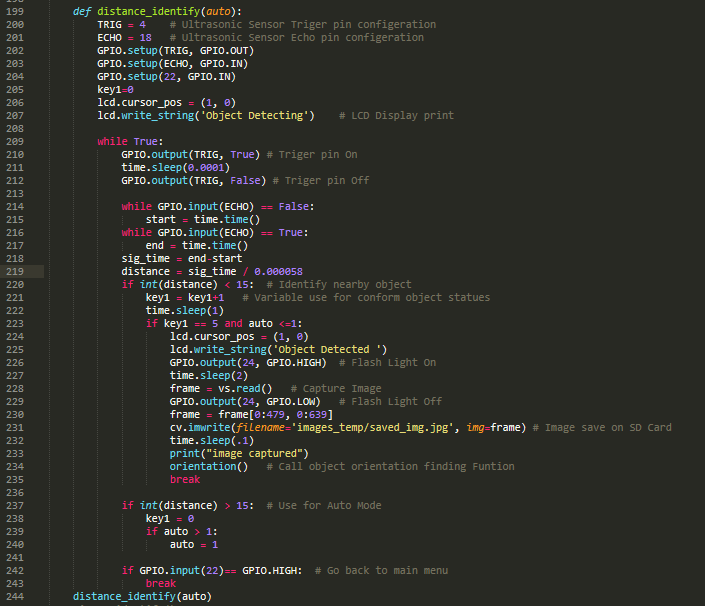 199 def distance_identify(auto):
200 TRIG = 4 # Ultrasonic Sensor Triger pin configeration
201 ECHO = 18 # Ultrasonic Sensor Echo pin configeration
202 GPIO.setup(TRIG, GPIO.OUT)
203 GPIO.setup(ECHO, GPIO.IN)
204 GPIO.setup(22, GPIO.IN)
205 key1=0
206 lcd.cursor_pos = (1, 0)
207 lcd.write_string('Object Detecting') # LCD Display print
208
209 while True:
210 GPIO.output(TRIG, True) # Triger pin On
211 time.sleep(0.0001)
212 GPIO.output(TRIG, False) # Triger pin Off
213
214 while GPIO.input(ECHO) == False:
215 start = time.time()
216 while GPIO.input(ECHO) == True:
217 end = time.time()
218 sig_time = end-start
219 distance = sig_time / 0.000058
220 if int(distance) < 15: # Identify nearby object
221 key1 = key1+1 # Variable use for conform object statues
222 time.sleep(1)
223 if key1 == 5 and auto <=1:
224 lcd.cursor_pos = (1, 0)
225 lcd.write_string('Object Detected ')
226 GPIO.output(24, GPIO.HIGH) # Flash Light On
227 time.sleep(2)
228 frame = vs.read() # Capture Image
229 GPIO.output(24, GPIO.LOW) # Flash Light Off
230 frame = frame[0:479, 0:639]
231 cv.imwrite(filename='images_temp/saved_img.jpg', img=frame) # Image save on SD Card
232 time.sleep(.1)
233 print("image captured")
234 orientation() # Call object orientation finding Funtion
235 break
236
237 if int(distance) > 15: # Use for Auto Mode
238 key1 = 0
239 if auto > 1:
240 auto = 1
241
242 if GPIO.input(22)== GPIO.HIGH: # Go back to main menu
243 break
244 distance_identify(auto)